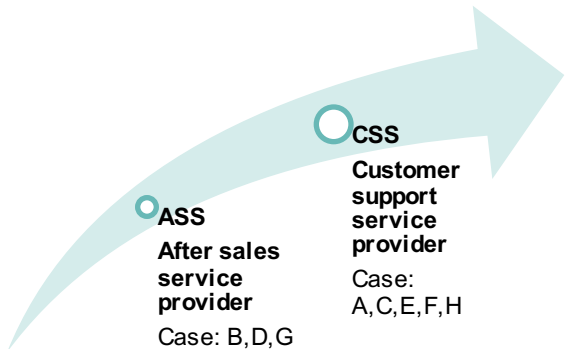 ASS
After sales
service
provider
Case: B,D,G
CSS
Customer
support
service
provider
Case:
A,C,E,F,H